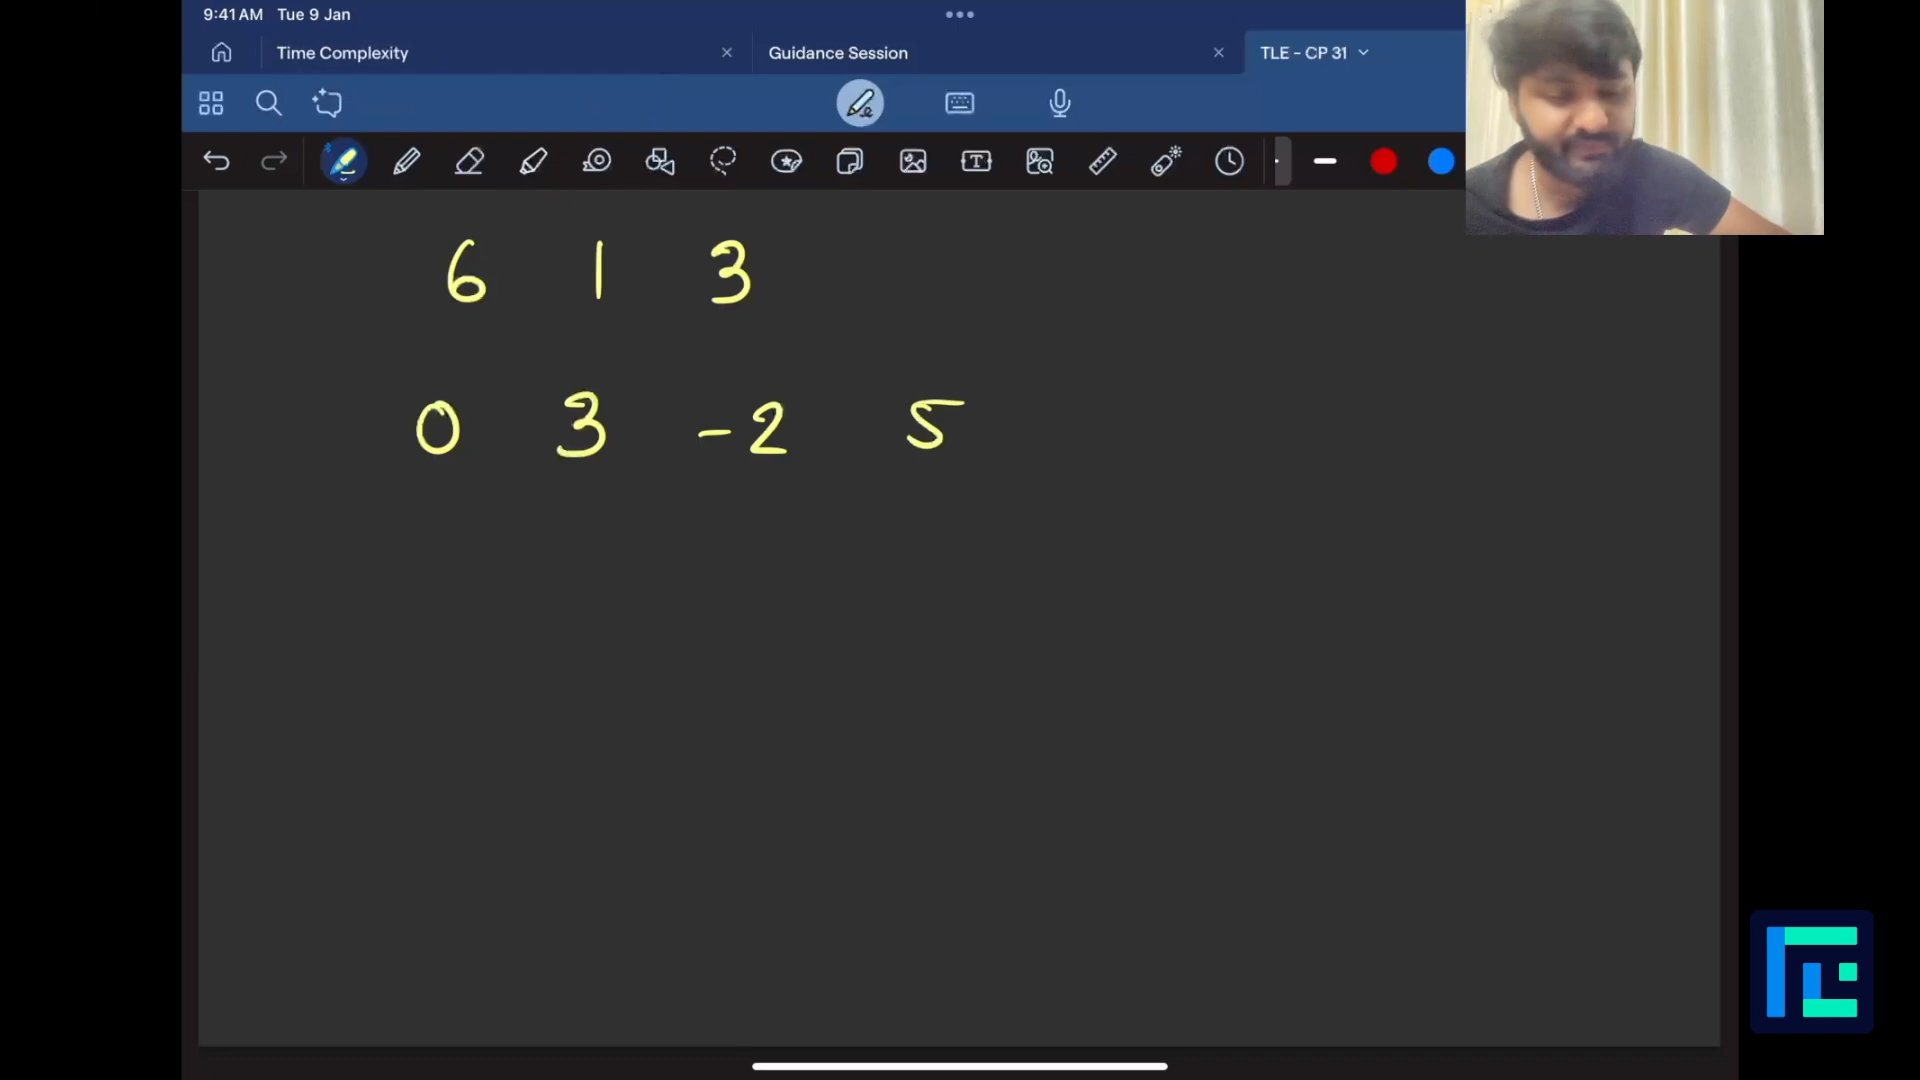 9:41 AM Tue 9 Jan
Time Complexity Guidance Session TLE - CP 31
6 1 3
0 3 -2 5